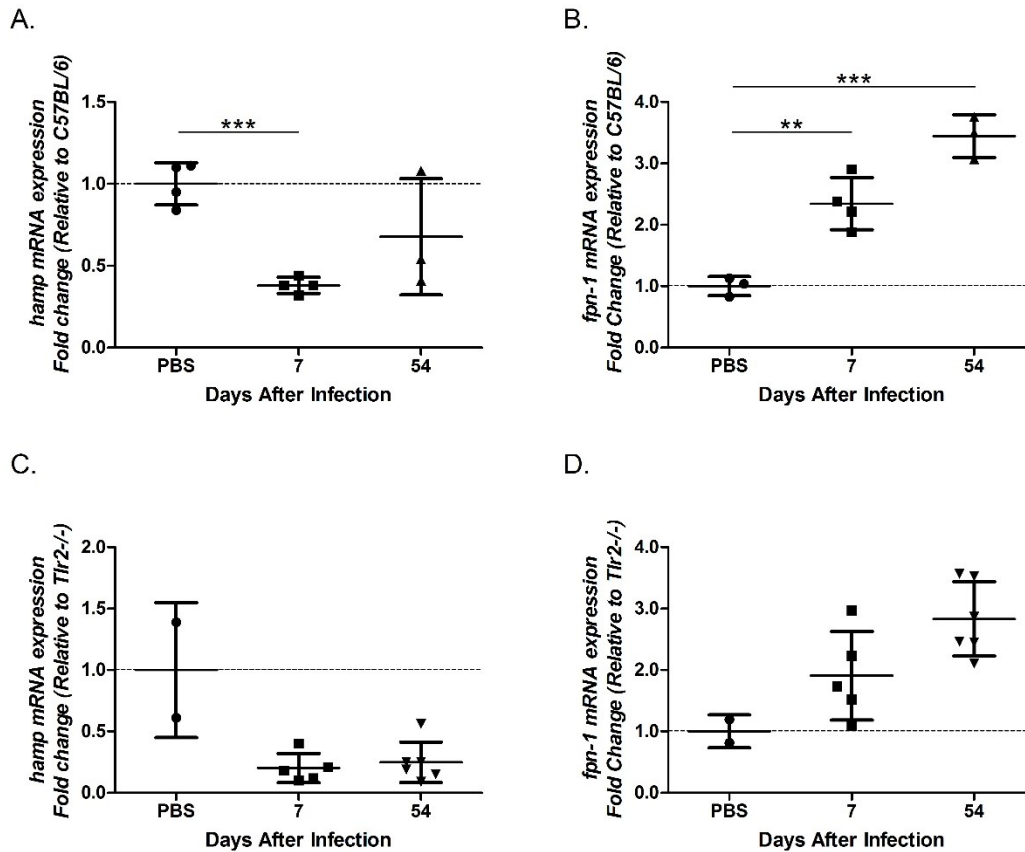 A.
hamp mRNA expression
Fold change (Relative to C57BL/6)
1.5
1.0
0.5
0.0
***
PBS
7
54
Days After Infection
B.
fpn-1 mRNA expression
Fold Change (Relative to C57BL/6)
4.0
3.0
2.0
1.0
0.0
***
**
PBS
7
54
Days After Infection
C.
hamp mRNA expression
Fold change (Relative to Tlr2-/-)
2.0
1.5
1.0
0.5
0.0
PBS
7
54
Days After Infection
D.
fpn-1 mRNA expression
Fold Change (Relative to Tlr2-/-)
4.0
3.0
2.0
1.0
0.0
PBS
7
54
Days After Infection